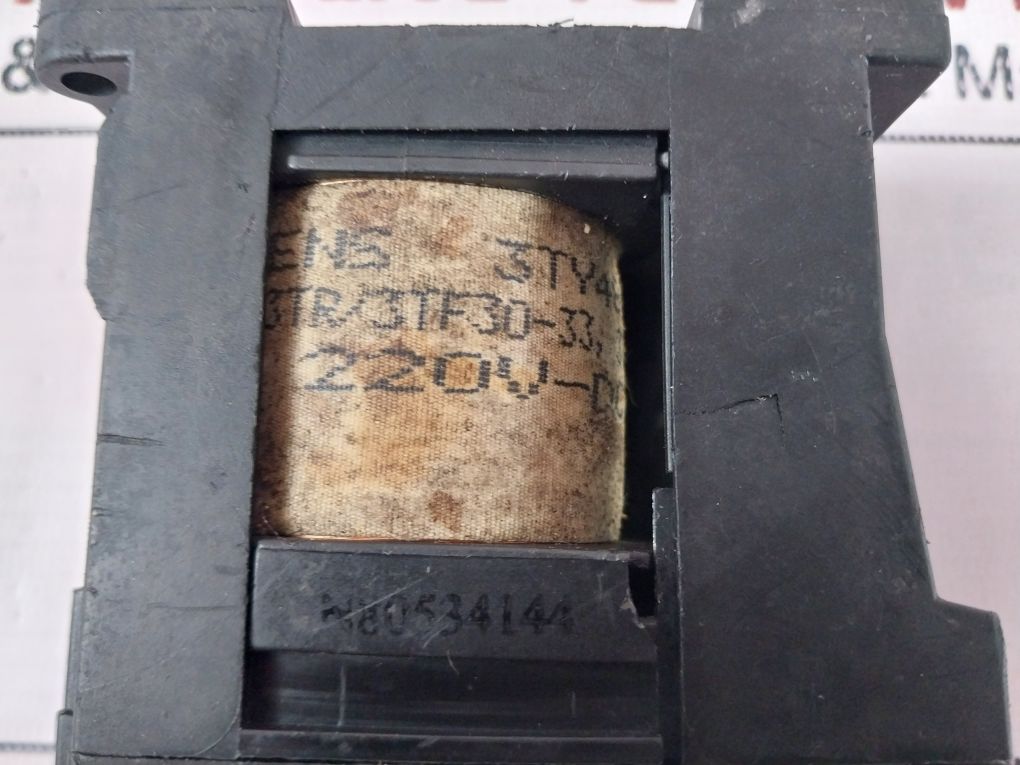 ENS 3TY4
3TR/3TF30-33,
220V-DC
N80534144
&
M